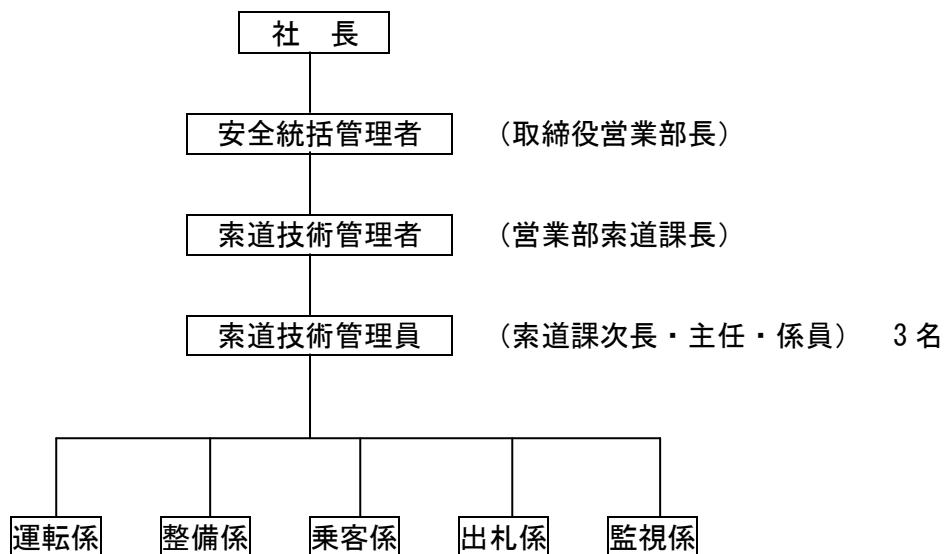 社　長
安全統括管理者　（取締役営業部長）
索道技術管理者　（営業部索道課長）
索道技術管理員　（索道課次長・主任・係員）　3名
運転係　整備係　乗客係　出札係　監視係